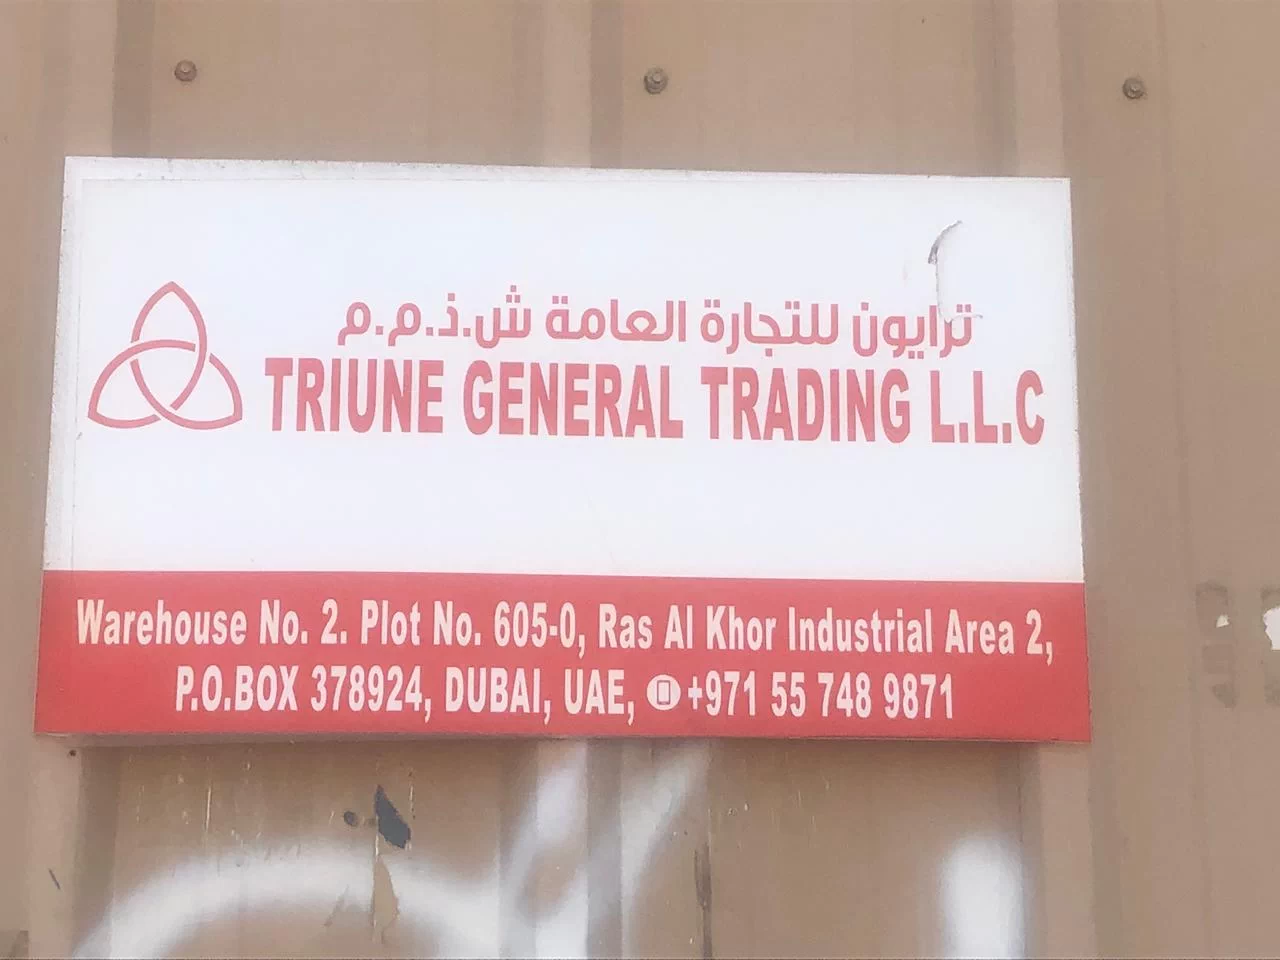 ترايون للتجارة العامة ش.ذ.م.م
TRIUNE GENERAL TRADING L.L.C
Warehouse No. 2. Plot No. 605-0, Ras Al Khor Industrial Area 2,
P.O.BOX 378924, DUBAI, UAE, +971 55 748 9871